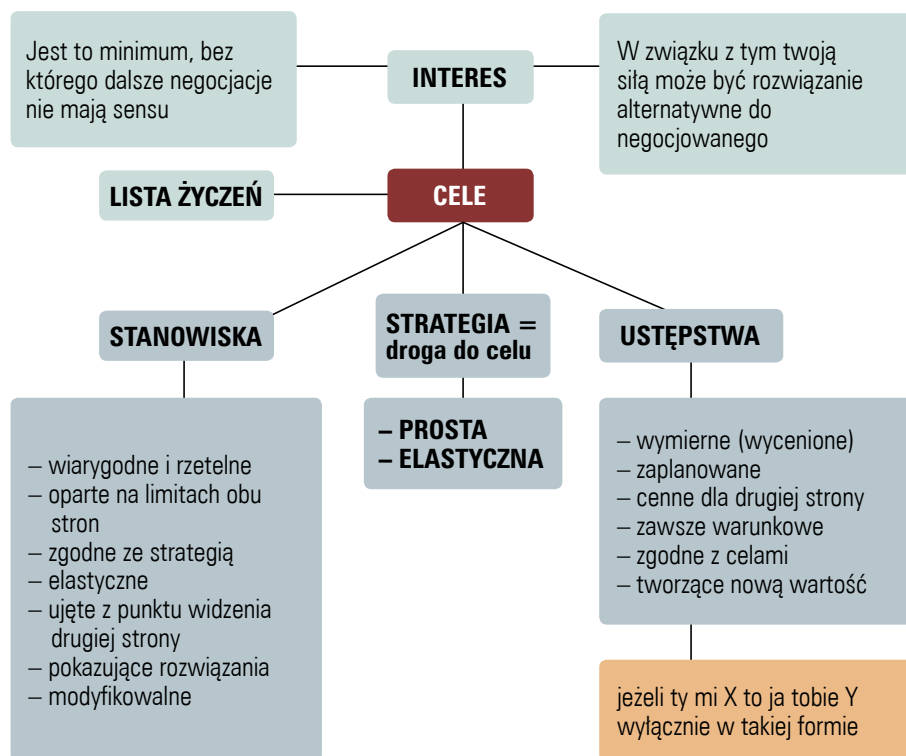 Jest to minimum, bez
którego dalsze negocjacje
nie mają sensu
INTERES
W związku z tym twoją
siłą może być rozwiązanie
alternatywne do
negocjowanego
LISTA ŻYCZEŃ
CELE
STANOWISKA
STRATEGIA =
droga do celu
USTĘPSTWA
– wiarygodne i rzetelne
– oparte na limitach obu
stron
– zgodne ze strategią
– elastyczne
– ujęte z punktu widzenia
drugiej strony
– pokazujące rozwiązania
– modyfikowalne
– PROSTA
– ELASTYCZNA
– wymierne (wycenione)
– zaplanowane
– cenne dla drugiej strony
– zawsze warunkowe
– zgodne z celami
– tworzące nową wartość
jeżeli ty mi X to ja tobie Y
wyłącznie w takiej formie